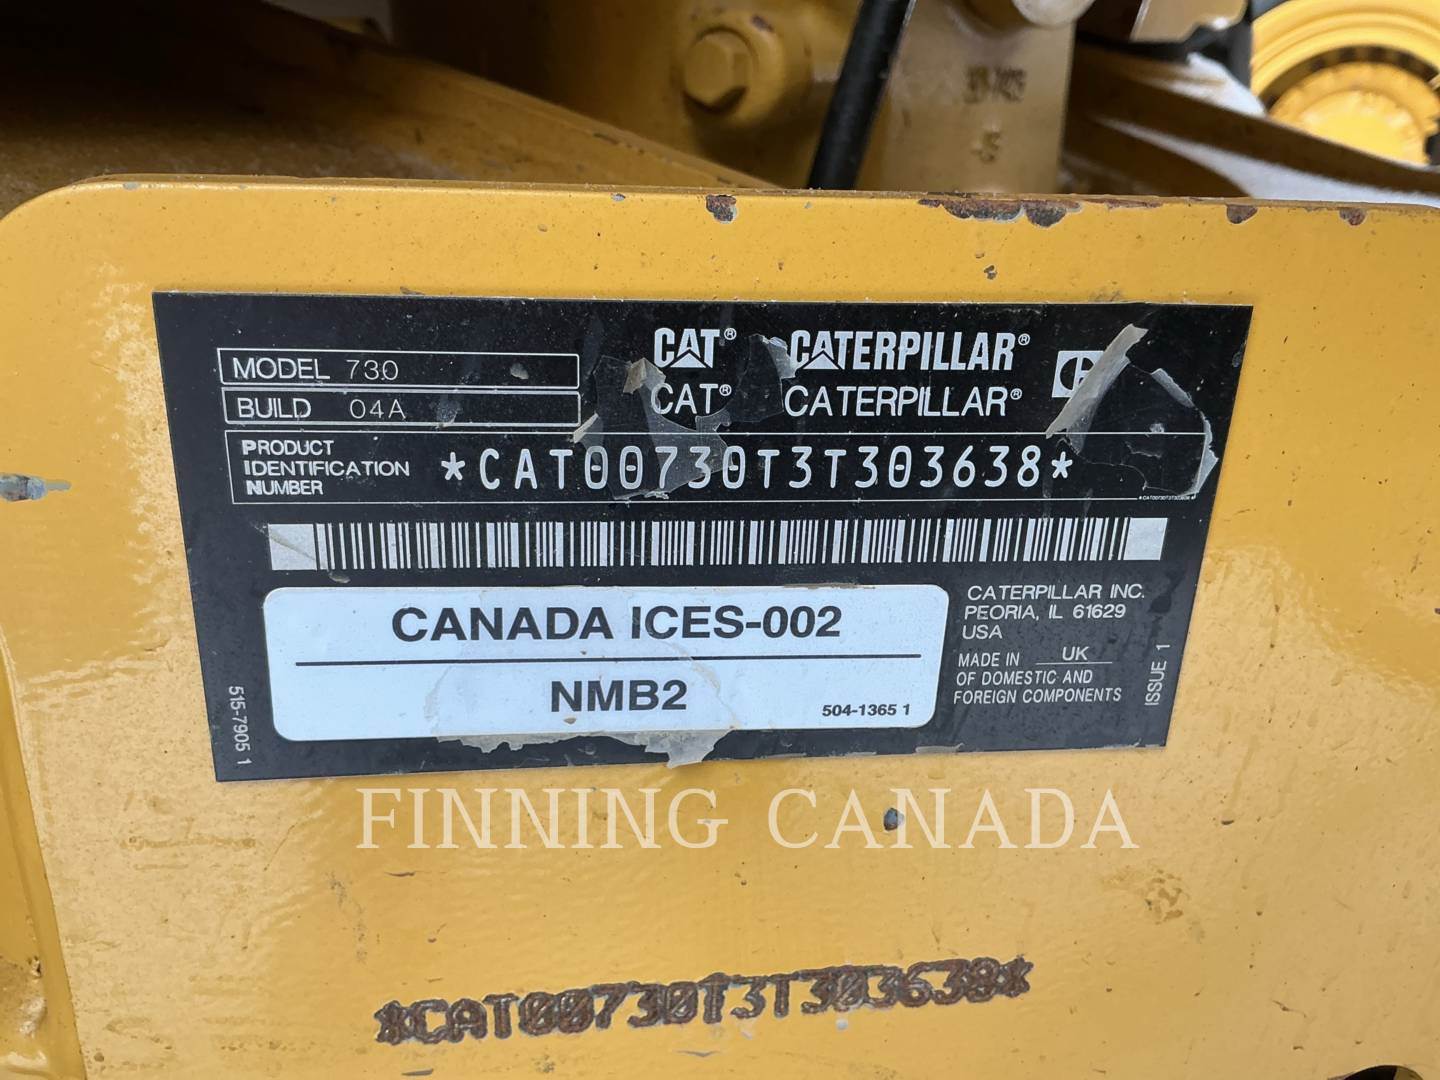 CAT® CATERPILLAR®
CAT® CATERPILLAR®
MODEL 730
BUILD 04A
PRODUCT
IDENTIFICATION
NUMBER
*CAT00730T3T303638*
*CAT00730T3T303638*
CANADA ICES-002
NMB2
504-1365 1
CATERPILLAR INC.
PEORIA, IL 61629
USA
MADE IN UK
OF DOMESTIC AND
FOREIGN COMPONENTS
ISSUE 1
515-7905 1
FINNING CANADA
*CAT00730T3T303638*